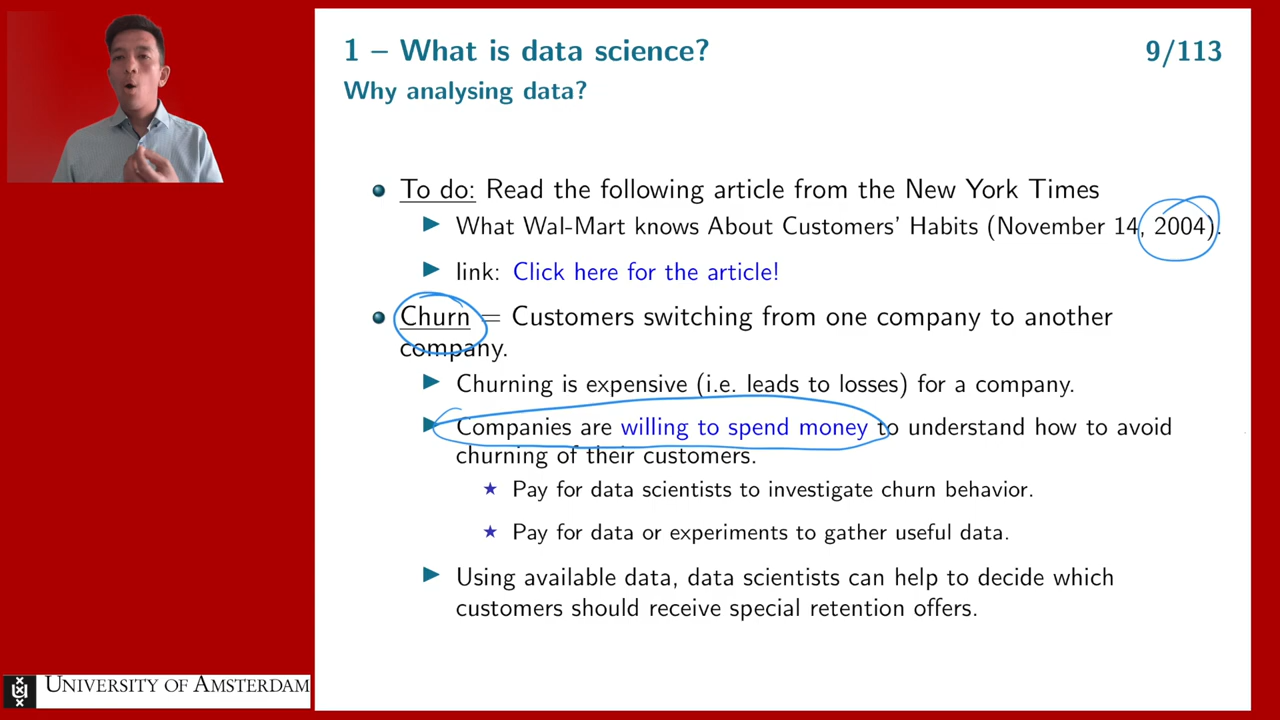 1 – What is data science?
9/113
Why analysing data?
To do: Read the following article from the New York Times
What Wal-Mart knows About Customers' Habits (November 14, 2004).
link: Click here for the article!
Churn = Customers switching from one company to another
company.
Churning is expensive (i.e. leads to losses) for a company.
Companies are willing to spend money to understand how to avoid
churning of their customers.
Pay for data scientists to investigate churn behavior.
Pay for data or experiments to gather useful data.
Using available data, data scientists can help to decide which
customers should receive special retention offers.
UNIVERSITY OF AMSTERDAM